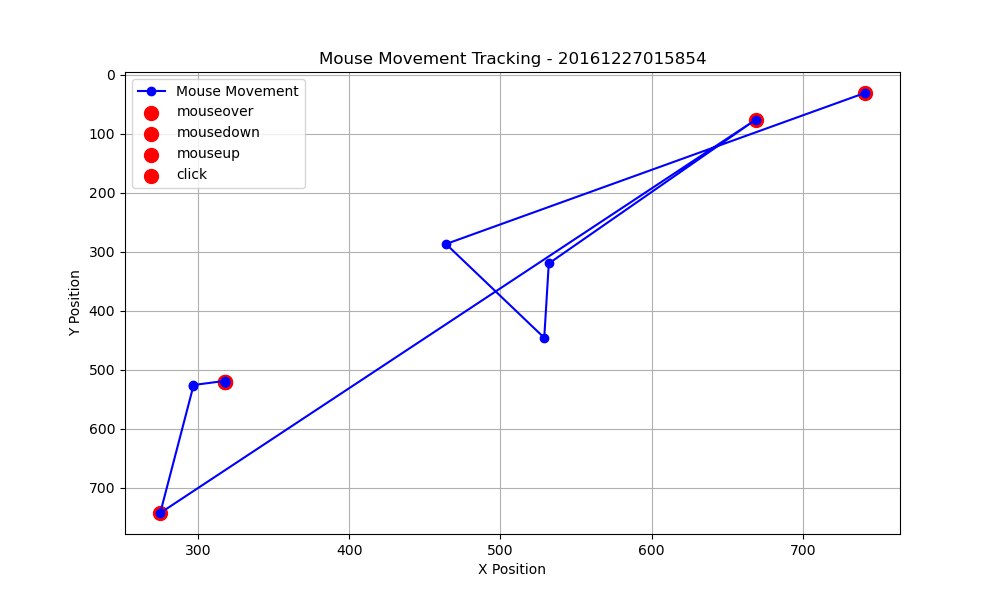 Mouse Movement Tracking - 20161227015854
Mouse Movement
mouseover
mousedown
mouseup
click
0
100
200
300
400
500
600
700
Y Position
300 400 500 600 700
X Position